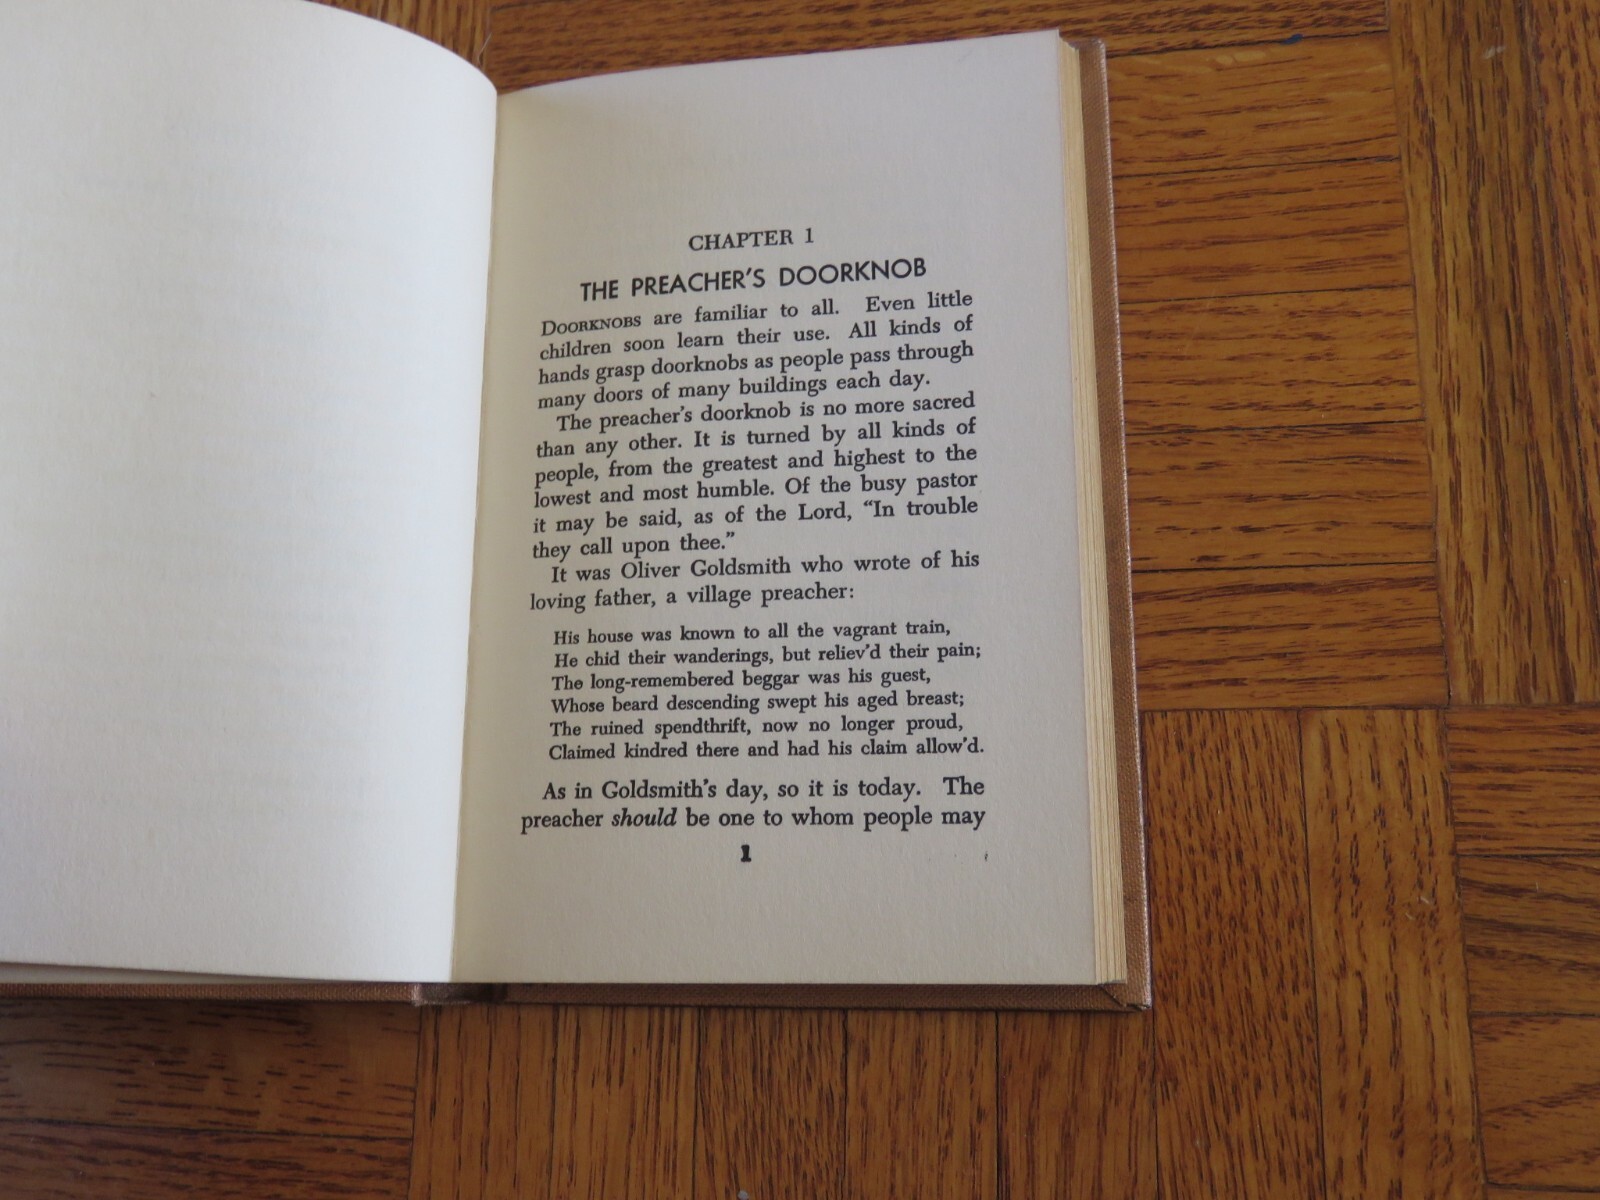 CHAPTER 1
THE PREACHER'S DOORKNOB
DOORKNOBS are familiar to all. Even little
children soon learn their use. All kinds of
hands grasp doorknobs as people pass through
many doors of many buildings each day.
The preacher's doorknob is no more sacred
than any other. It is turned by all kinds of
people, from the greatest and highest to the
lowest and most humble. Of the busy pastor
it may be said, as of the Lord, “In trouble
they call upon thee.”
It was Oliver Goldsmith who wrote of his
loving father, a village preacher:
His house was known to all the vagrant train,
He chid their wanderings, but reliev'd their pain;
The long-remembered beggar was his guest,
Whose beard descending swept his aged breast;
The ruined spendthrift, now no longer proud,
Claimed kindred there and had his claim allow'd.
As in Goldsmith's day, so it is today. The
preacher should be one to whom people may
1